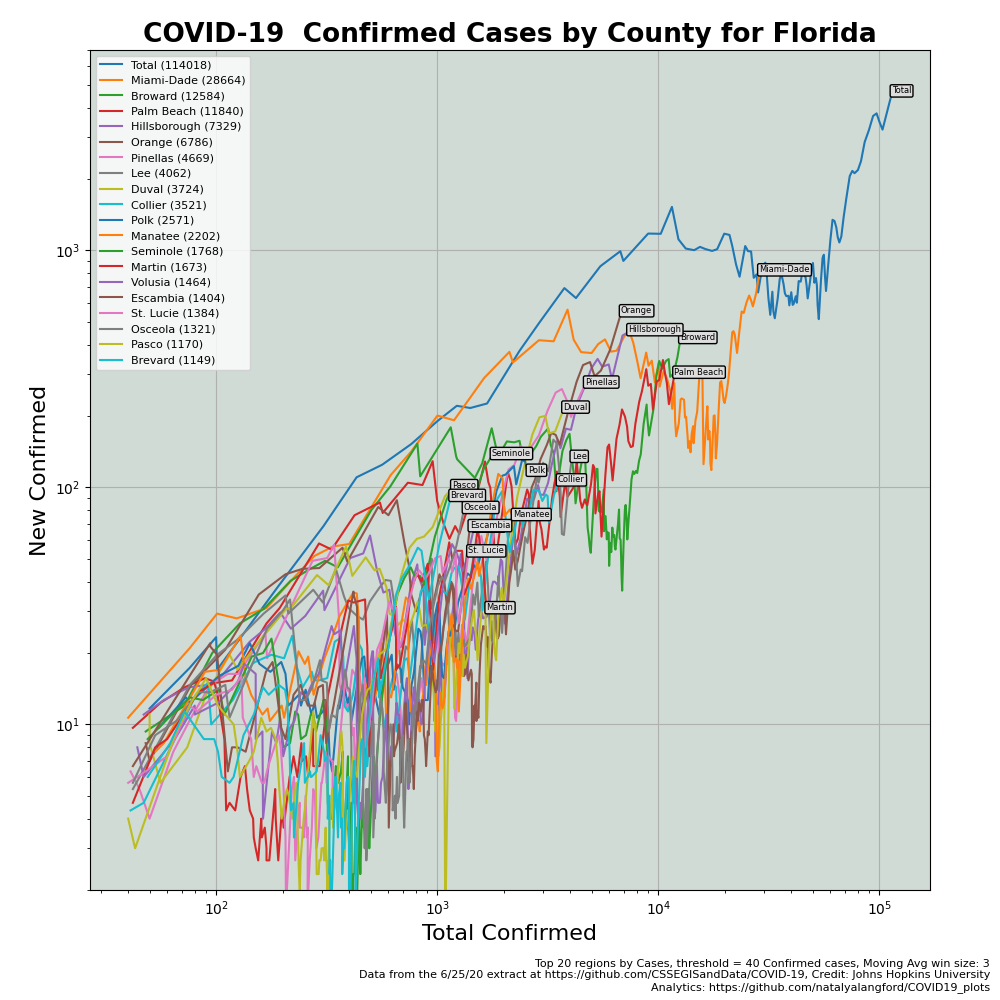 COVID-19  Confirmed Cases by County for Florida
Total (114018)
Miami-Dade (28664)
Broward (12584)
Palm Beach (11840)
Hillsborough (7329)
Orange (6786)
Pinellas (4669)
Lee (4062)
Duval (3724)
Collier (3521)
Polk (2571)
Manatee (2202)
Seminole (1768)
Martin (1673)
Volusia (1464)
Escambia (1404)
St. Lucie (1384)
Osceola (1321)
Pasco (1170)
Brevard (1149)
Total
Miami-Dade
Orange
Hillsborough
Broward
Palm Beach
Pinellas
Duval
Seminole
Lee
Polk
Collier
Pasco
Brevard
Osceola
Manatee
Escambia
St. Lucie
Martin
10^3
10^2
10^1
New Confirmed
10^2 10^3 10^4 10^5
Total Confirmed
Top 20 regions by Cases, threshold = 40 Confirmed cases, Moving Avg win size: 3
Data from the 6/25/20 extract at https://github.com/CSSEGISandData/COVID-19, Credit: Johns Hopkins University
Analytics: https://github.com/natalyalangford/COVID19_plots